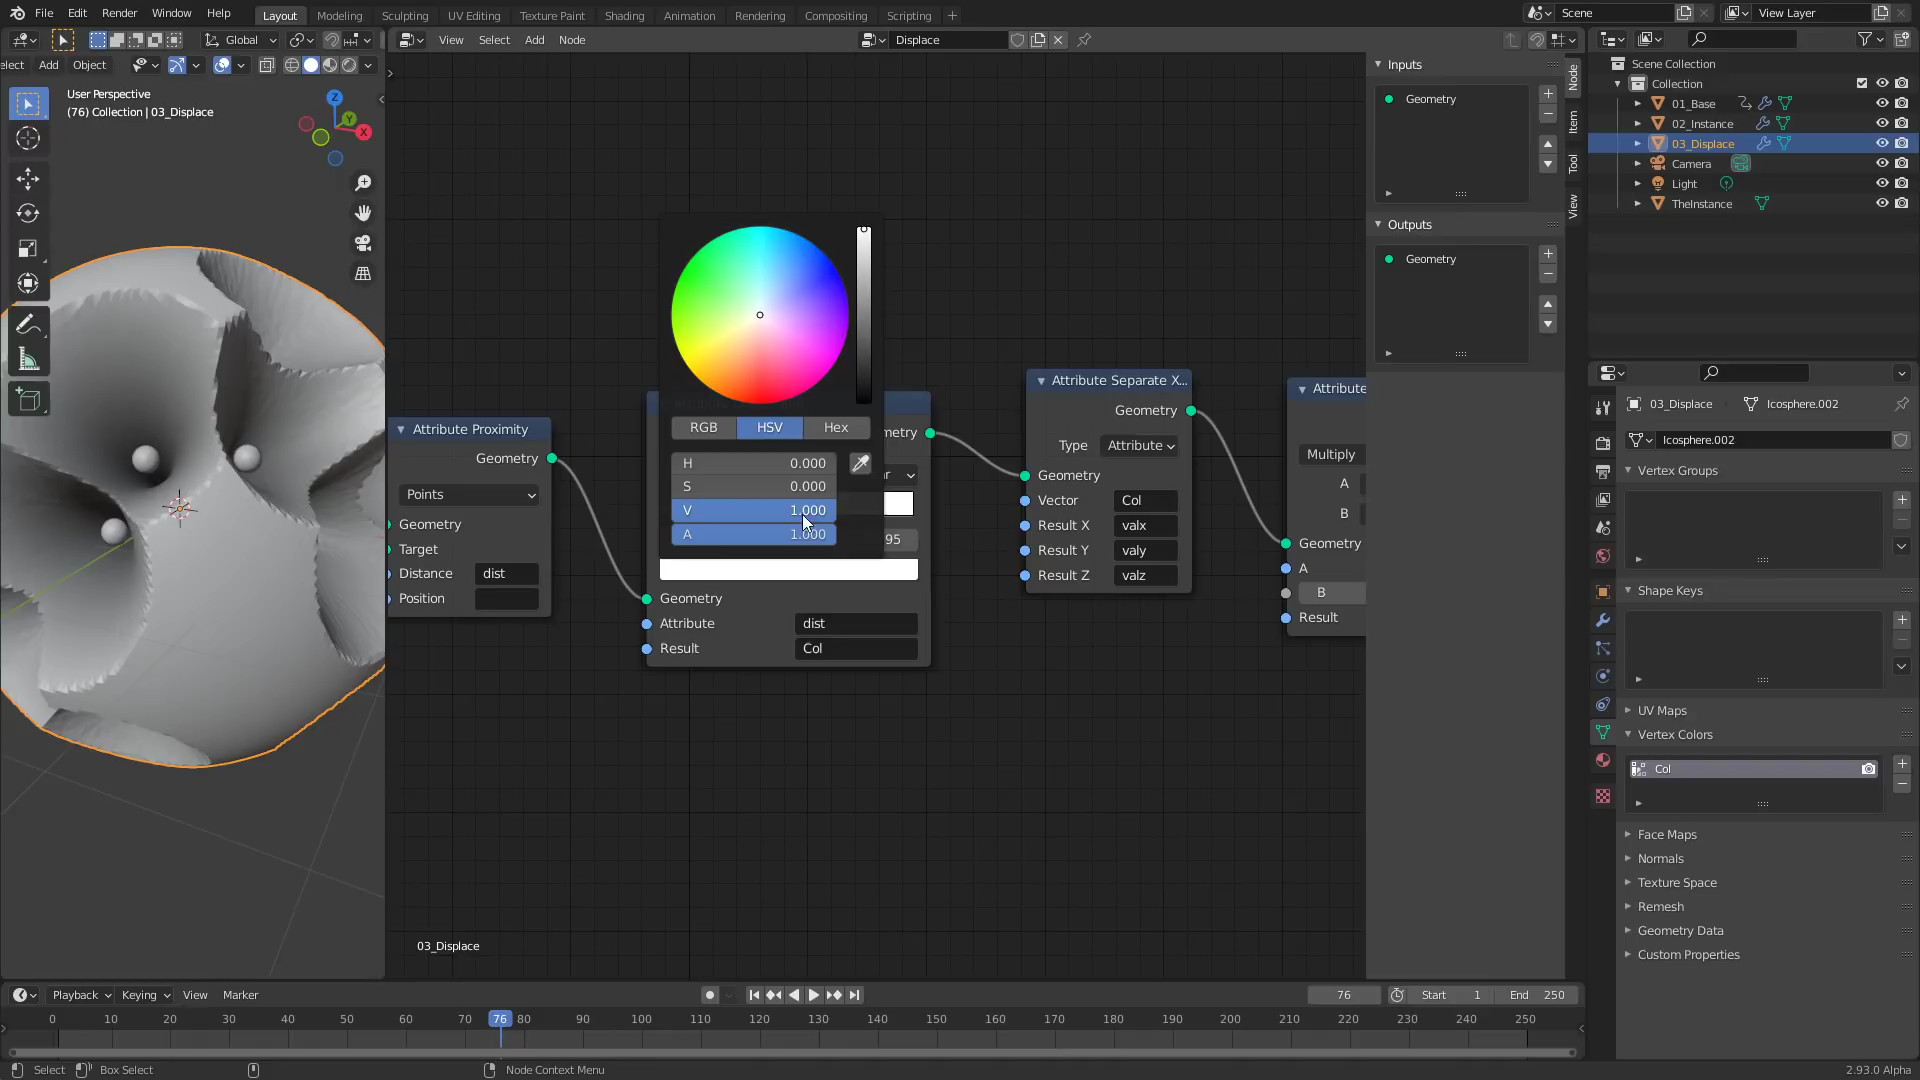 File Edit Render Window Help
Layout Modeling Sculpting UV Editing Texture Paint Shading Animation Rendering Compositing Scripting
Scene
View Layer
Global
View Select Add Node
Displace
elect Add Object
User Perspective
(76) Collection | 03_Displace
Z
Y
X
Attribute Proximity
Geometry
Points
Geometry
Target
Distance dist
Position
RGB HSV Hex
H 0.000
S 0.000
V 1.000
A 1.000
metry
ar
95
Geometry
Attribute dist
Result Col
Attribute Separate X...
Geometry
Type Attribute
Geometry
Vector Col
Result X valx
Result Y valy
Result Z valz
Attribute
Multiply
A
B
Geometry
A
B
Result
03_Displace
Inputs
Geometry
Outputs
Geometry
Node
Item
Tool
View
Scene Collection
Collection
01_Base
02_Instance
03_Displace
Camera
Light
TheInstance
03_Displace Icosphere.002
Icosphere.002
Vertex Groups
Shape Keys
UV Maps
Vertex Colors
Col
Face Maps
Normals
Texture Space
Remesh
Geometry Data
Custom Properties
Playback Keying View Marker
76 Start 1 End 250
0 10 20 30 40 50 60 70 76 80 90 100 110 120 130 140 150 160 170 180 190 200 210 220 230 240 250
Select Box Select Node Context Menu 2.93.0 Alpha